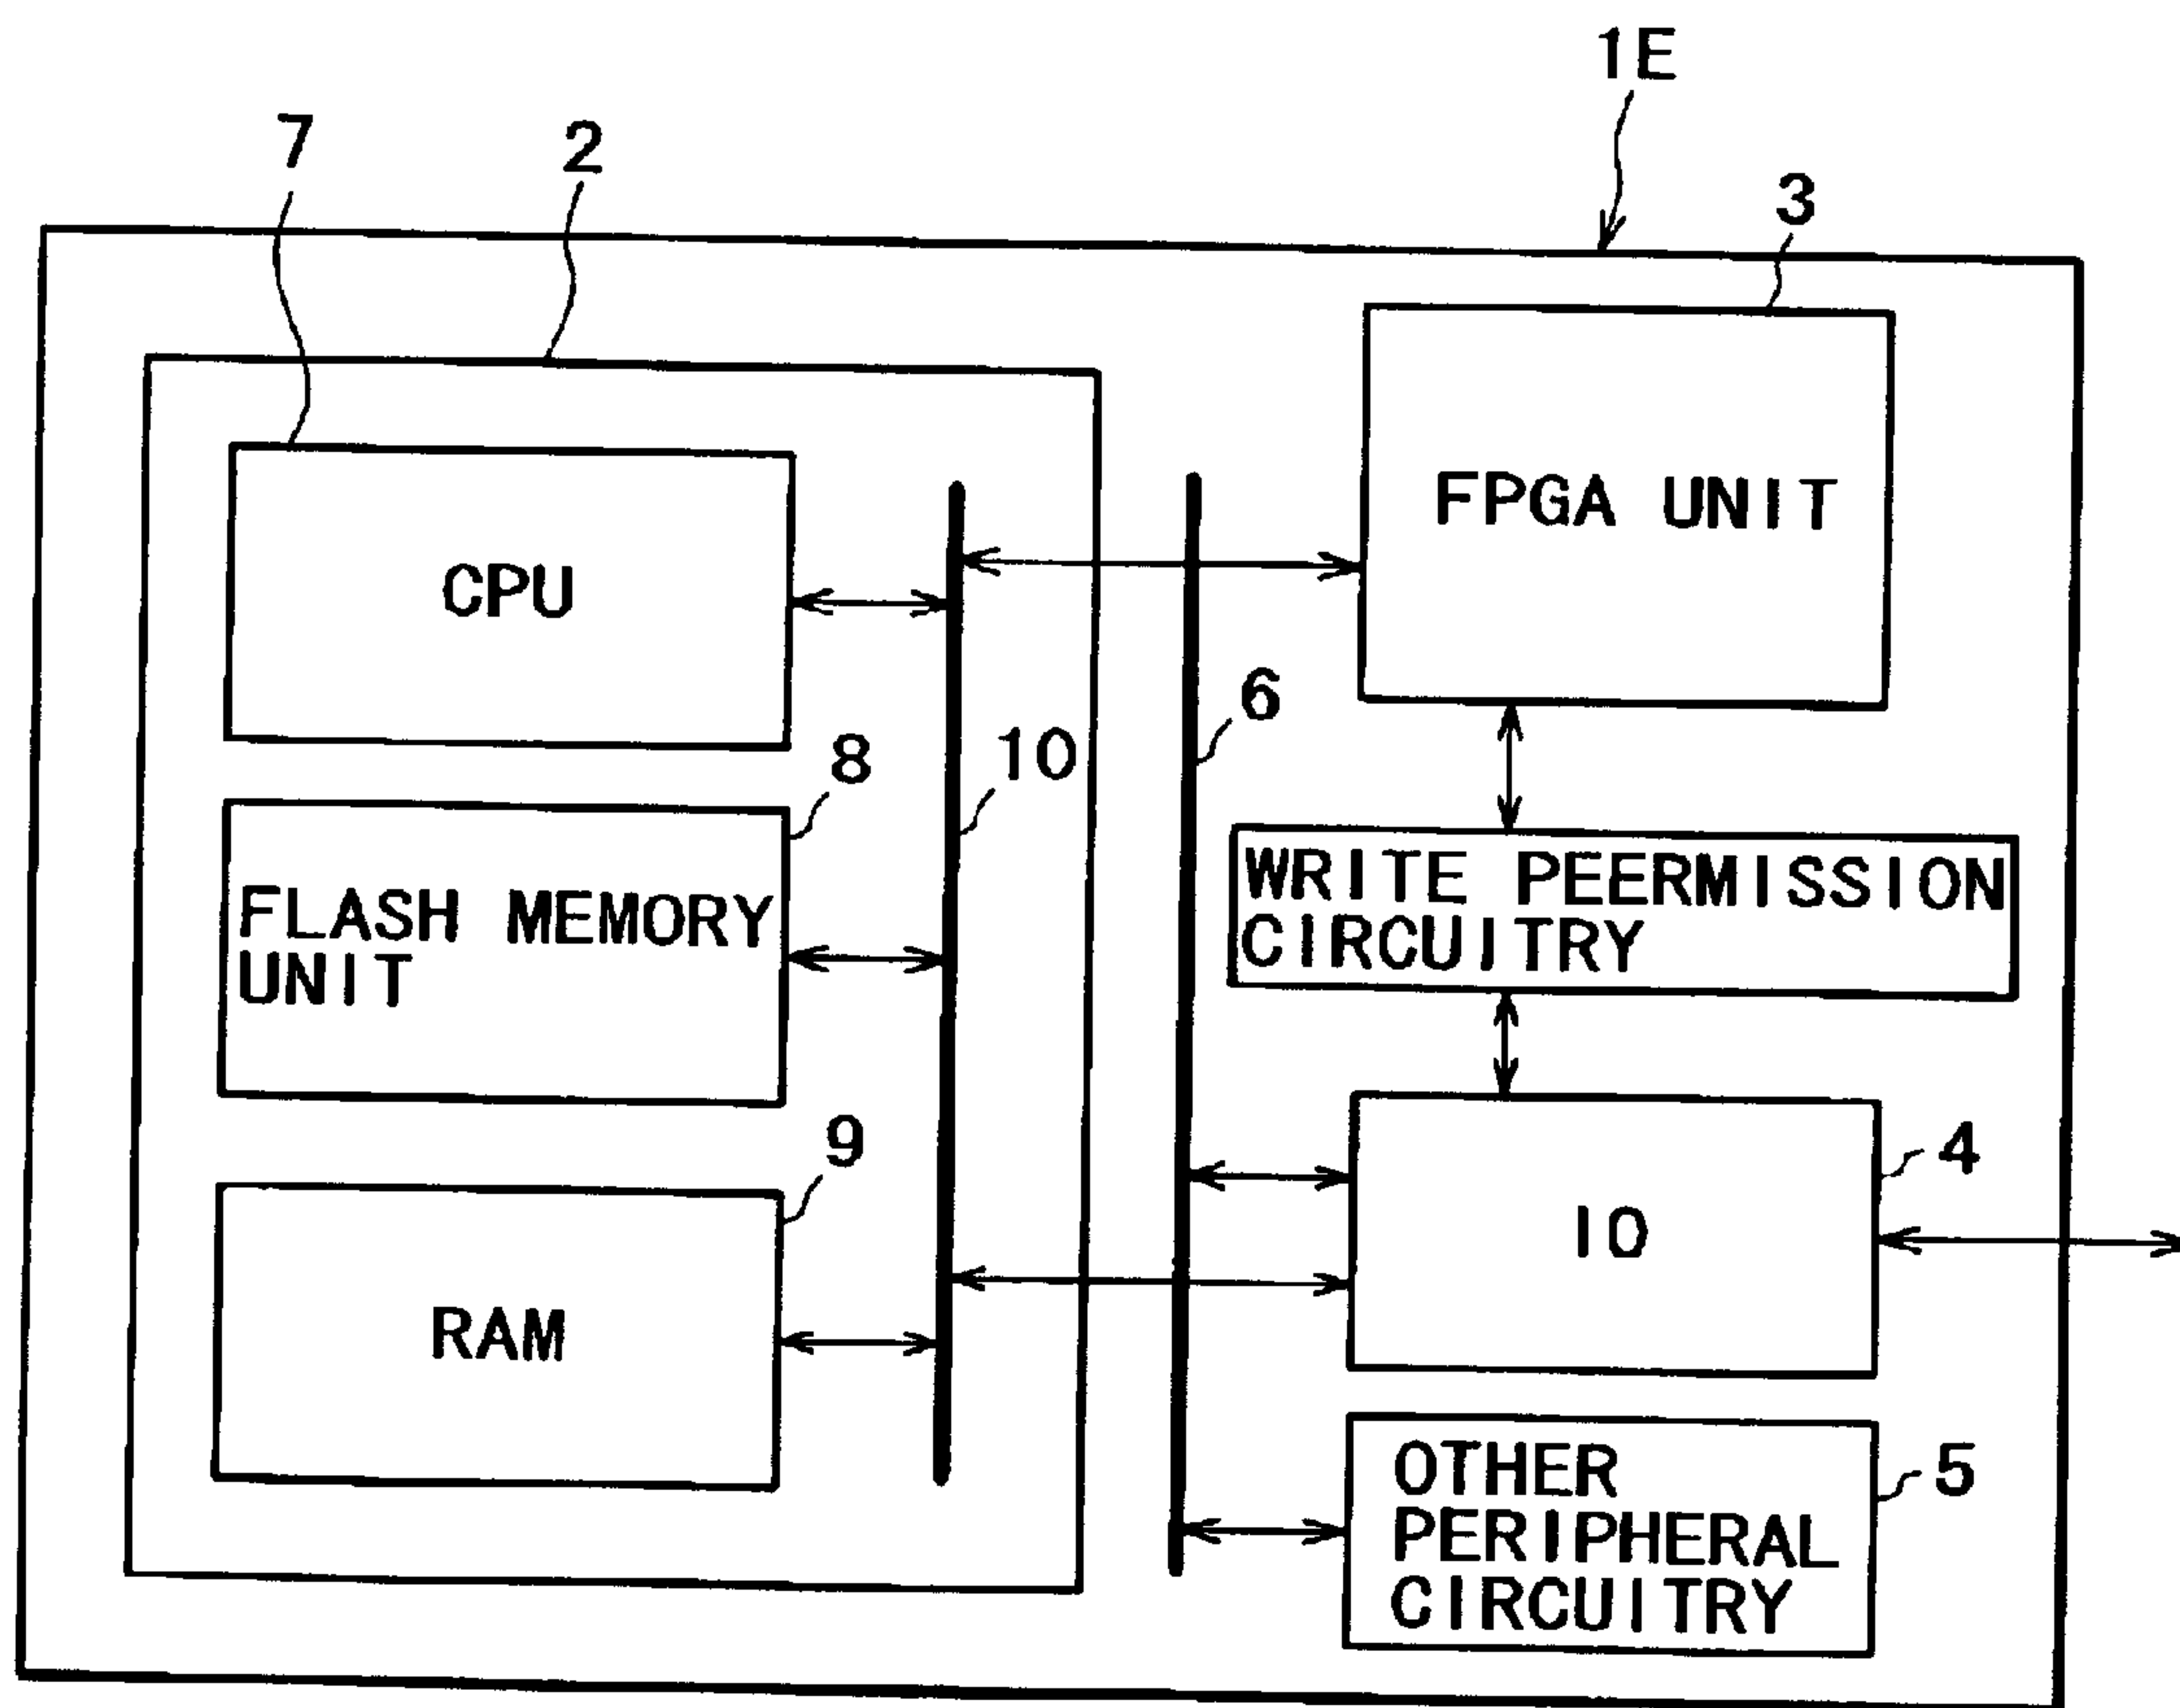 1E
7
2
3
CPU
FPGA UNIT
6
8
10
FLASH MEMORY
UNIT
WRITE PEERMISSION
CIRCUITRY
9
4
IO
RAM
5
OTHER
PERIPHERAL
CIRCUITRY